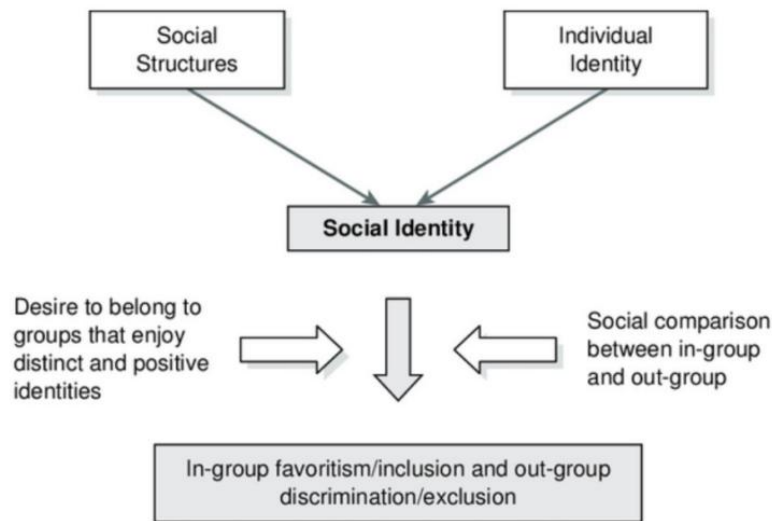 Social
Structures
Individual
Identity
Social Identity
Desire to belong to
groups that enjoy
distinct and positive
identities
Social comparison
between in-group
and out-group
In-group favoritism/inclusion and out-group
discrimination/exclusion